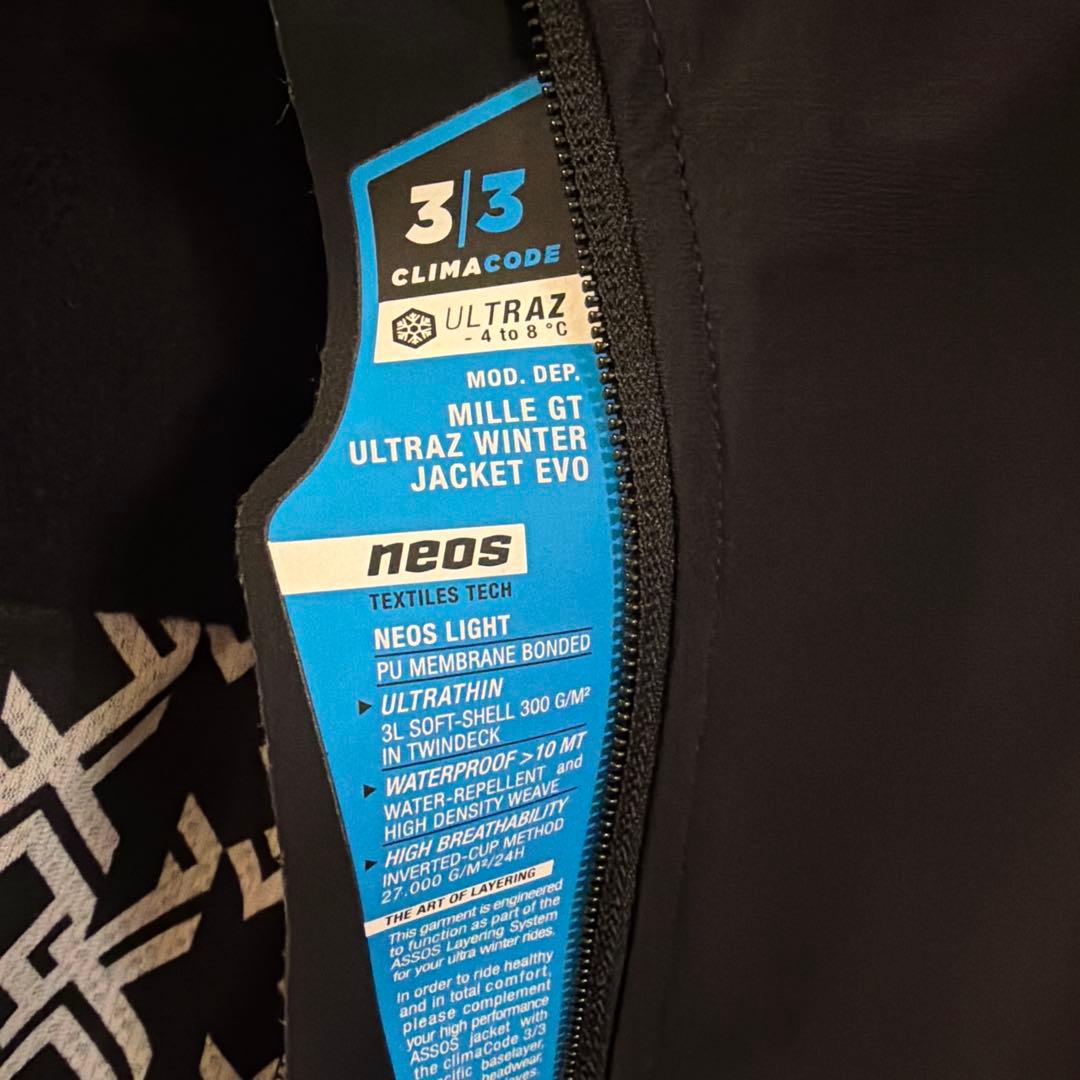 3/3
CLIMACODE
ULTRAZ
- 4 to 8 °C
MOD. DEP.
MILLE GT
ULTRAZ WINTER
JACKET EVO
neos
TEXTILES TECH
NEOS LIGHT
PU MEMBRANE BONDED
ULTRATHIN
3L SOFT-SHELL 300 G/M²
IN TWINDECK
WATERPROOF >10 MT
WATER-REPELLENT and
HIGH DENSITY WEAVE
HIGH BREATHABILITY
INVERTED-CUP METHOD
27.000 G/M²/24H
THE ART OF LAYERING
This garment is engineered
to function as part of the
ASSOS Layering System
for your ultra winter rides.
In order to ride healthy
and in total comfort,
please complement
your high performance
ASSOS jacket with
the climaCode 3/3
baselayer,
headwear,